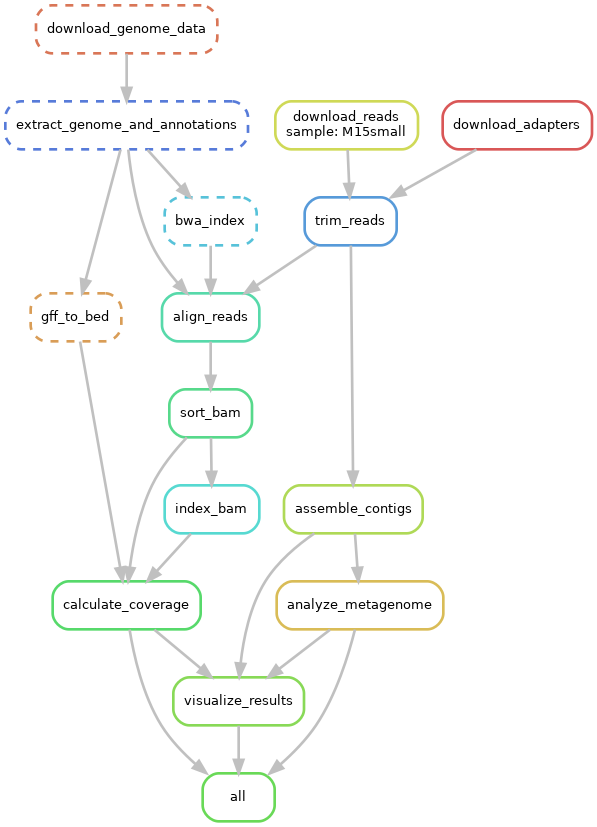 download_genome_data
extract_genome_and_annotations
download_reads
sample: M15small
download_adapters
bwa_index
trim_reads
gff_to_bed
align_reads
sort_bam
index_bam
assemble_contigs
calculate_coverage
analyze_metagenome
visualize_results
all